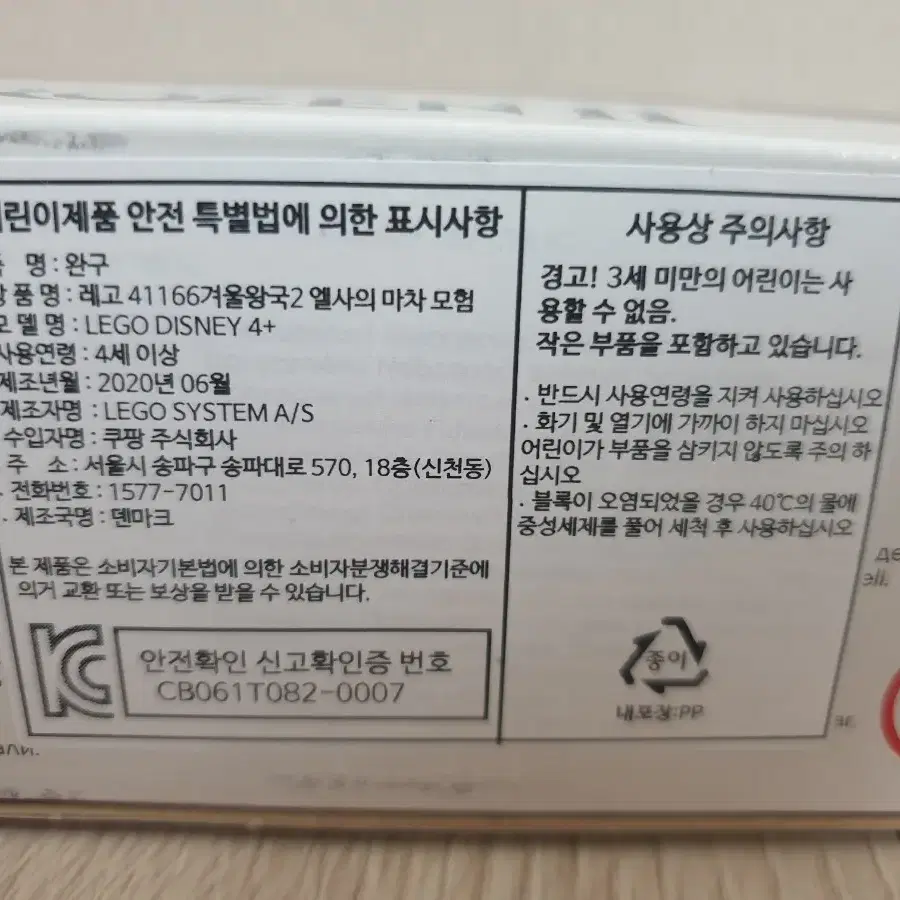 어린이제품 안전 특별법에 의한 표시사항
명 : 완구
품 명 : 레고 41166겨울왕국2 엘사의 마차 모험
모 델 명 : LEGO DISNEY 4+
사용연령 : 4세 이상
제조년월 : 2020년 06월
제조자명 : LEGO SYSTEM A/S
수입자명 : 쿠팡 주식회사
주 소 : 서울시 송파구 송파대로 570, 18층(신천동)
전화번호 : 1577-7011
제조국명 : 덴마크
본 제품은 소비자기본법에 의한 소비자분쟁해결기준에
의거 교환 또는 보상을 받을 수 있습니다.
안전확인 신고확인증 번호
CB061T082-0007
사용상 주의사항
경고! 3세 미만의 어린이는 사
용할 수 없음.
작은 부품을 포함하고 있습니다.
· 반드시 사용연령을 지켜 사용하십시오
· 화기 및 열기에 가까이 하지 마십시오
어린이가 부품을 삼키지 않도록 주의 하
십시오
· 블록이 오염되었을 경우 40℃의 물에
중성세제를 풀어 세척 후 사용하십시오
종이
내포장:PP